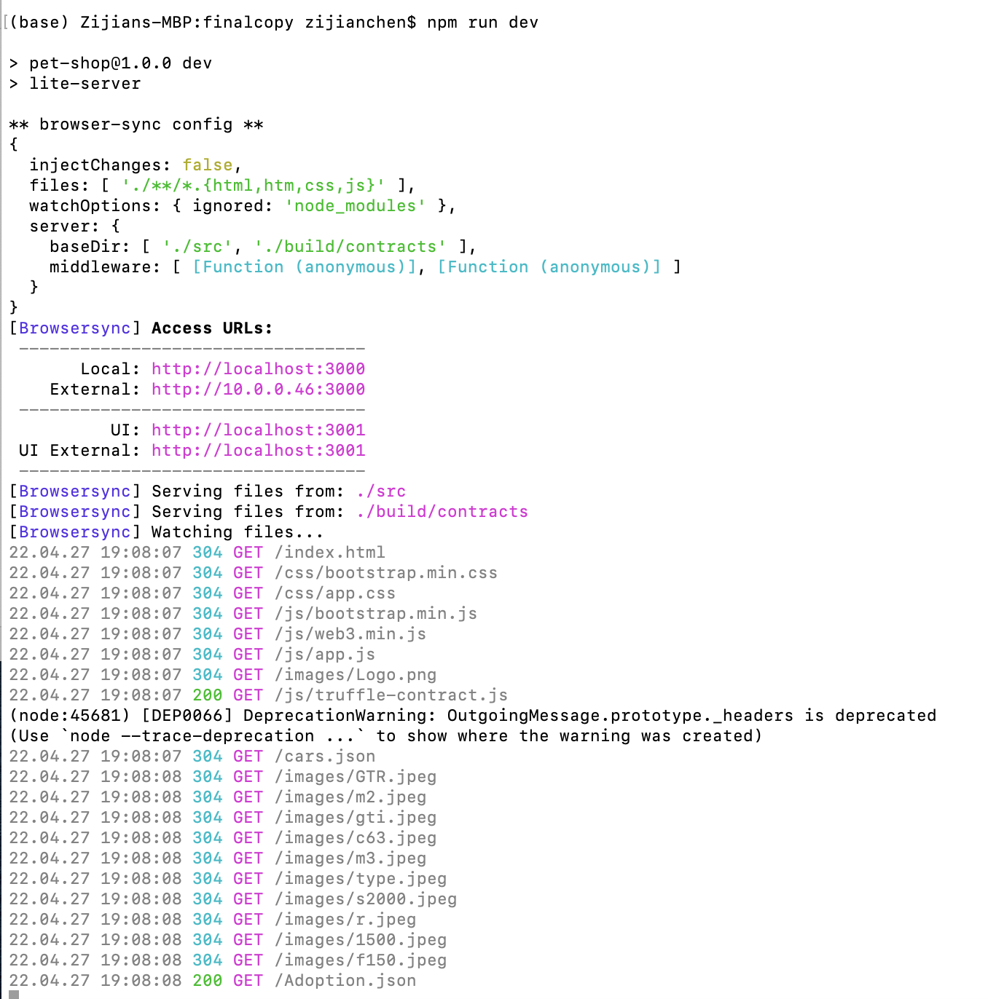 [(base) Zijians-MBP:finalcopy zijianchen$ npm run dev
> pet-shop@1.0.0 dev
> lite-server
** browser-sync config **
{
  injectChanges: false,
  files: [ './**/*.{html,htm,css,js}' ],
  watchOptions: { ignored: 'node_modules' },
  server: {
    baseDir: [ './src', './build/contracts' ],
    middleware: [ [Function (anonymous)], [Function (anonymous)] ]
  }
}
[Browsersync] Access URLs:
 ----------------------------------
       Local: http://localhost:3000
    External: http://10.0.0.46:3000
 ----------------------------------
          UI: http://localhost:3001
 UI External: http://localhost:3001
 ----------------------------------
[Browsersync] Serving files from: ./src
[Browsersync] Serving files from: ./build/contracts
[Browsersync] Watching files...
22.04.27 19:08:07 304 GET /index.html
22.04.27 19:08:07 304 GET /css/bootstrap.min.css
22.04.27 19:08:07 304 GET /css/app.css
22.04.27 19:08:07 304 GET /js/bootstrap.min.js
22.04.27 19:08:07 304 GET /js/web3.min.js
22.04.27 19:08:07 304 GET /js/app.js
22.04.27 19:08:07 304 GET /images/Logo.png
22.04.27 19:08:07 200 GET /js/truffle-contract.js
(node:45681) [DEP0066] DeprecationWarning: OutgoingMessage.prototype._headers is deprecated
(Use `node --trace-deprecation ...` to show where the warning was created)
22.04.27 19:08:07 304 GET /cars.json
22.04.27 19:08:08 304 GET /images/GTR.jpeg
22.04.27 19:08:08 304 GET /images/m2.jpeg
22.04.27 19:08:08 304 GET /images/gti.jpeg
22.04.27 19:08:08 304 GET /images/c63.jpeg
22.04.27 19:08:08 304 GET /images/m3.jpeg
22.04.27 19:08:08 304 GET /images/type.jpeg
22.04.27 19:08:08 304 GET /images/s2000.jpeg
22.04.27 19:08:08 304 GET /images/r.jpeg
22.04.27 19:08:08 304 GET /images/1500.jpeg
22.04.27 19:08:08 304 GET /images/f150.jpeg
22.04.27 19:08:08 200 GET /Adoption.json